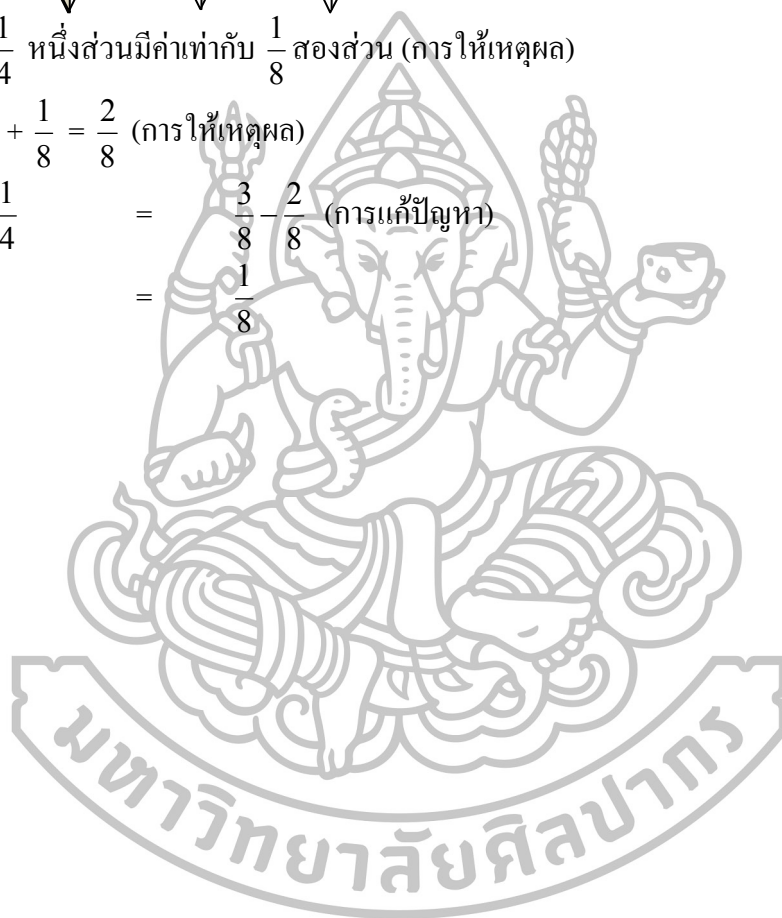 1/4 หนึ่งส่วนมีค่าเท่ากับ 1/8 สองส่วน (การให้เหตุผล)
+ 1/8 = 2/8 (การให้เหตุผล)
1/4 = 3/8 − 2/8 (การแก้ปัญหา)
= 1/8
มหาวิทยาลัยศิลปากร